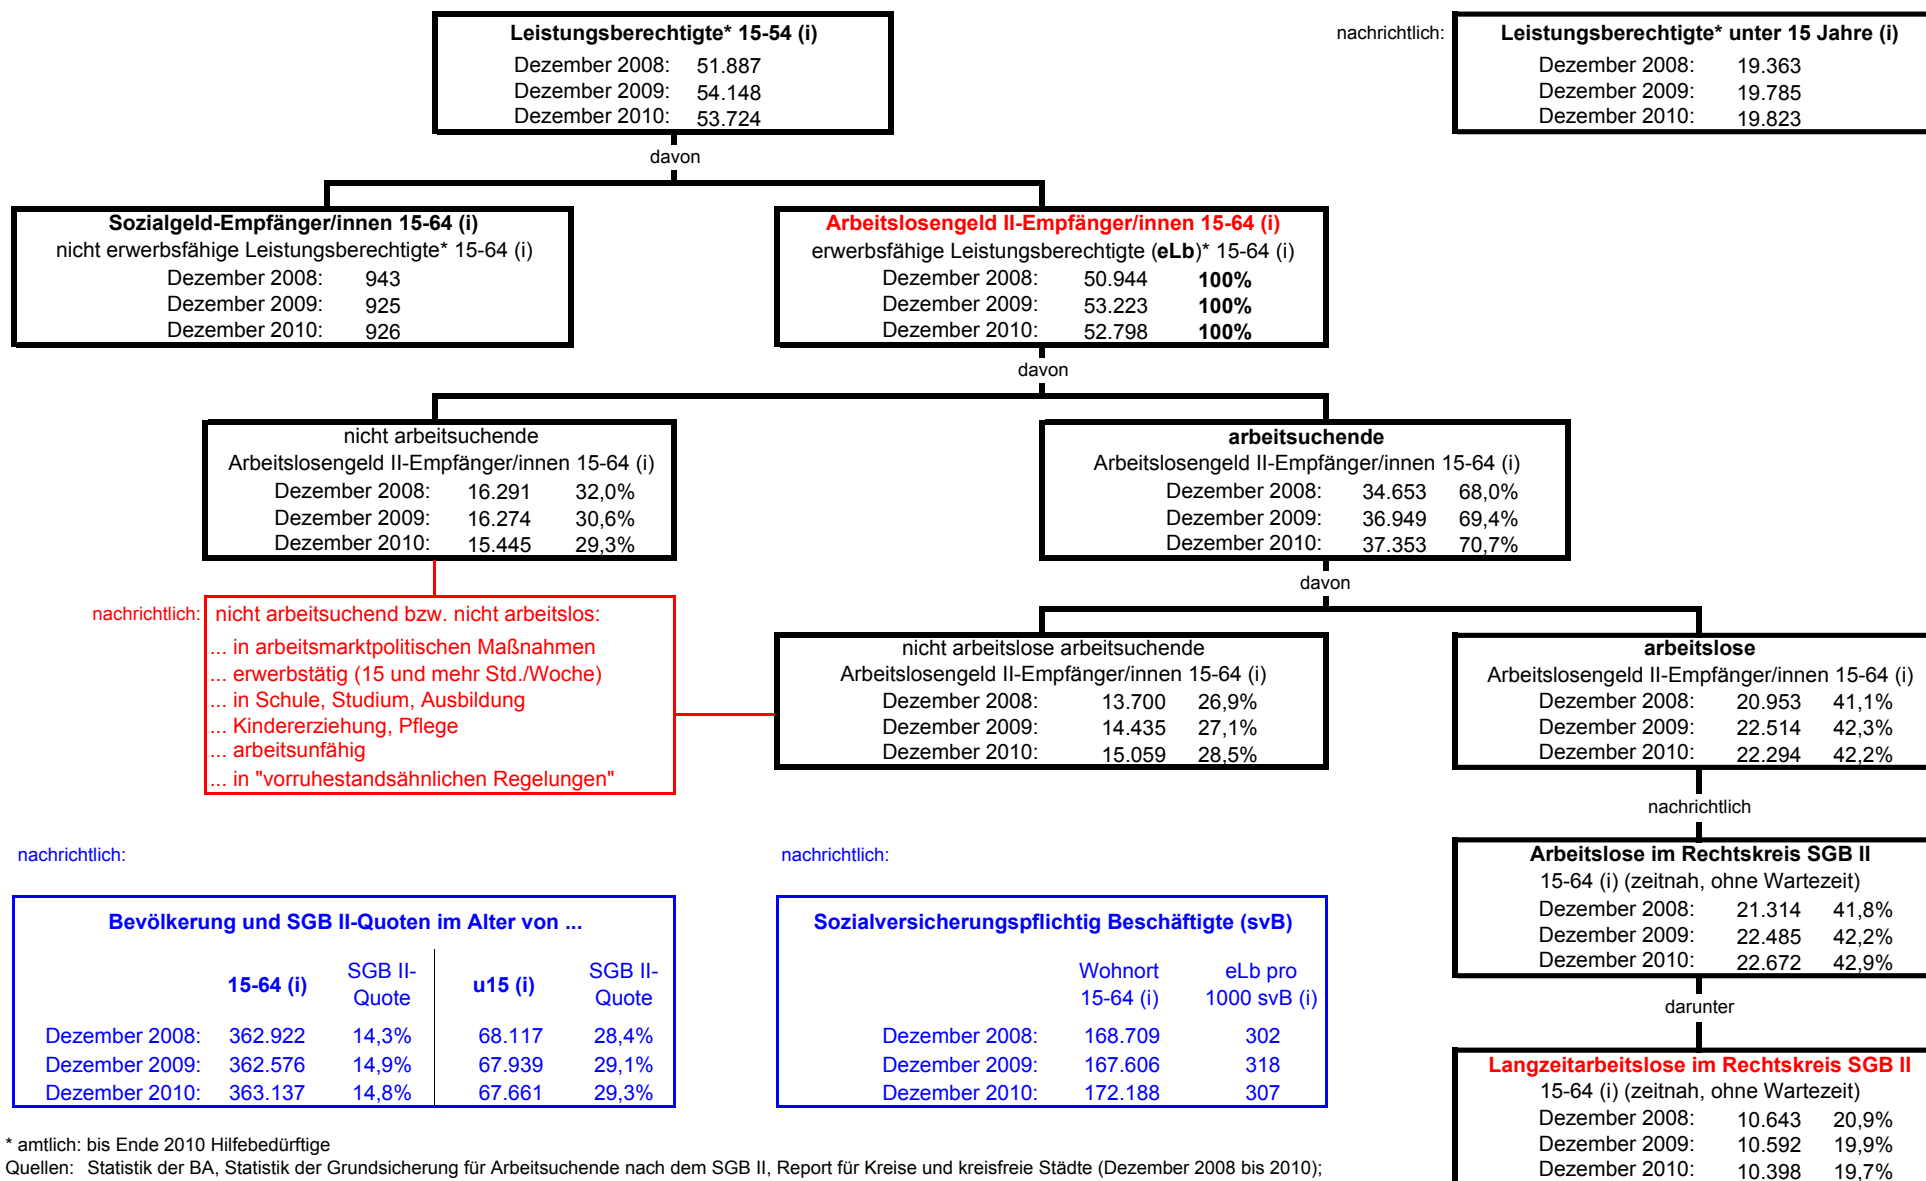 Leistungsberechtigte* 15-54 (i)
Dezember 2008: 51.887
Dezember 2009: 54.148
Dezember 2010: 53.724
nachrichtlich:
Leistungsberechtigte* unter 15 Jahre (i)
Dezember 2008: 19.363
Dezember 2009: 19.785
Dezember 2010: 19.823
davon
Sozialgeld-Empfänger/innen 15-64 (i)
nicht erwerbsfähige Leistungsberechtigte* 15-64 (i)
Dezember 2008: 943
Dezember 2009: 925
Dezember 2010: 926
Arbeitslosengeld II-Empfänger/innen 15-64 (i)
erwerbsfähige Leistungsberechtigte (eLb)* 15-64 (i)
Dezember 2008: 50.944 100%
Dezember 2009: 53.223 100%
Dezember 2010: 52.798 100%
davon
nicht arbeitsuchende
Arbeitslosengeld II-Empfänger/innen 15-64 (i)
Dezember 2008: 16.291 32,0%
Dezember 2009: 16.274 30,6%
Dezember 2010: 15.445 29,3%
arbeitsuchende
Arbeitslosengeld II-Empfänger/innen 15-64 (i)
Dezember 2008: 34.653 68,0%
Dezember 2009: 36.949 69,4%
Dezember 2010: 37.353 70,7%
davon
nachrichtlich:
nicht arbeitsuchend bzw. nicht arbeitslos:
... in arbeitsmarktpolitischen Maßnahmen
... erwerbstätig (15 und mehr Std./Woche)
... in Schule, Studium, Ausbildung
... Kindererziehung, Pflege
... arbeitsunfähig
... in "vorruhestandsähnlichen Regelungen"
nicht arbeitslose arbeitsuchende
Arbeitslosengeld II-Empfänger/innen 15-64 (i)
Dezember 2008: 13.700 26,9%
Dezember 2009: 14.435 27,1%
Dezember 2010: 15.059 28,5%
arbeitslose
Arbeitslosengeld II-Empfänger/innen 15-64 (i)
Dezember 2008: 20.953 41,1%
Dezember 2009: 22.514 42,3%
Dezember 2010: 22.294 42,2%
nachrichtlich
Arbeitslose im Rechtskreis SGB II
15-64 (i) (zeitnah, ohne Wartezeit)
Dezember 2008: 21.314 41,8%
Dezember 2009: 22.485 42,2%
Dezember 2010: 22.672 42,9%
darunter
Langzeitarbeitslose im Rechtskreis SGB II
15-64 (i) (zeitnah, ohne Wartezeit)
Dezember 2008: 10.643 20,9%
Dezember 2009: 10.592 19,9%
Dezember 2010: 10.398 19,7%
nachrichtlich:
Bevölkerung und SGB II-Quoten im Alter von ...
15-64 (i) SGB II-Quote u15 (i) SGB II-Quote
Dezember 2008: 362.922 14,3% 68.117 28,4%
Dezember 2009: 362.576 14,9% 67.939 29,1%
Dezember 2010: 363.137 14,8% 67.661 29,3%
nachrichtlich:
Sozialversicherungspflichtig Beschäftigte (svB)
Wohnort eLb pro
15-64 (i) 1000 svB (i)
Dezember 2008: 168.709 302
Dezember 2009: 167.606 318
Dezember 2010: 172.188 307
* amtlich: bis Ende 2010 Hilfebedürftige
Quellen: Statistik der BA, Statistik der Grundsicherung für Arbeitsuchende nach dem SGB II, Report für Kreise und kreisfreie Städte (Dezember 2008 bis 2010);